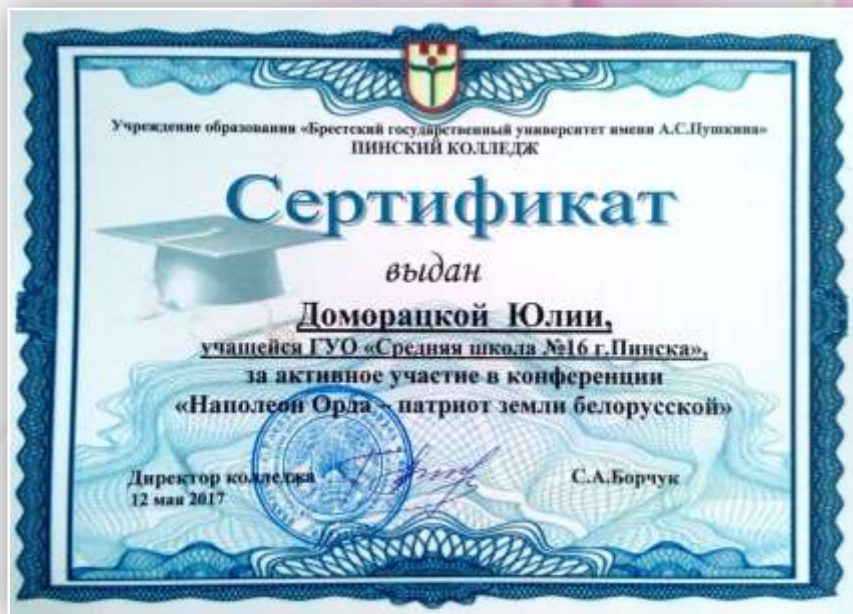 Учреждение образования «Брестский государственный университет имени А.С.Пушкина»
ПИНСКИЙ КОЛЛЕДЖ
Сертификат
выдан
Доморацкой Юлии,
учащейся ГУО «Средняя школа №16 г.Пинска»,
за активное участие в конференции
«Наполеон Орда – патриот земли белорусской»
Директор колледжа С.А.Борчук
12 мая 2017